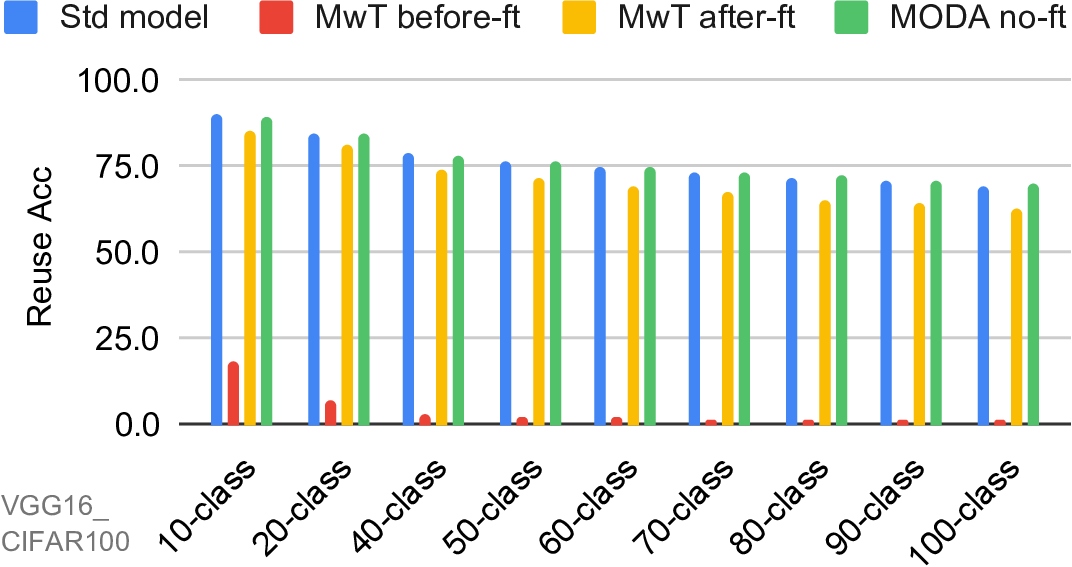 Std model MwT before-ft MwT after-ft MODA no-ft
100.0
75.0
50.0
25.0
0.0
Reuse Acc
10-class 20-class 40-class 50-class 60-class 70-class 80-class 90-class 100-class
VGG16_
CIFAR100